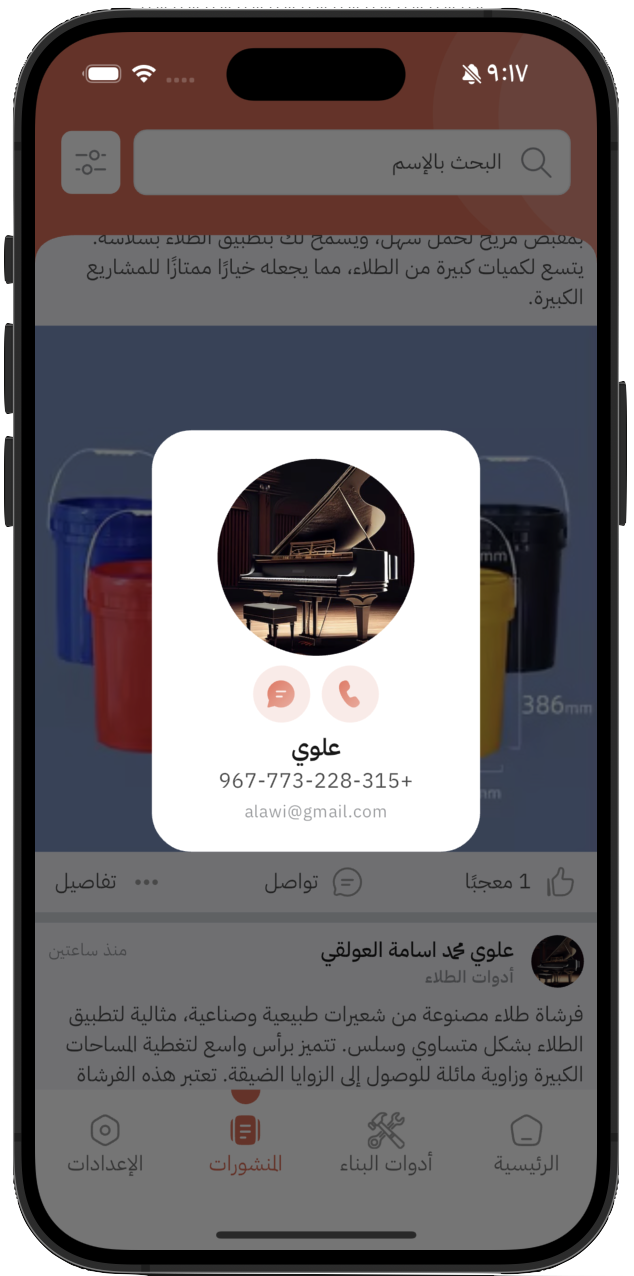 ٩:١٧
البحث بالإسم
بمقبض مريح لحمل سهل، ويسمح لك بتطبيق الطلاء بسلاسة.
يتسع لكميات كبيرة من الطلاء، مما يجعله خيارًا ممتازًا للمشاريع
الكبيرة.
mm
386mm
mm
علوي
967-773-228-315+
alawi@gmail.com
1 معجبًا
تواصل
تفاصيل
علوي محمد اسامة العولقي
منذ ساعتين
أدوات الطلاء
فرشاة طلاء مصنوعة من شعيرات طبيعية وصناعية، مثالية لتطبيق
الطلاء بشكل متساوي وسلس. تتميز برأس واسع لتغطية المساحات
الكبيرة وزاوية مائلة للوصول إلى الزوايا الضيقة. تعتبر هذه الفرشاة
الرئيسية
أدوات البناء
المنشورات
الإعدادات